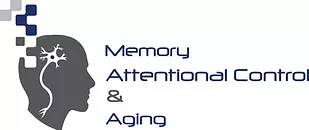 Memory
Attentional Control
&
Aging